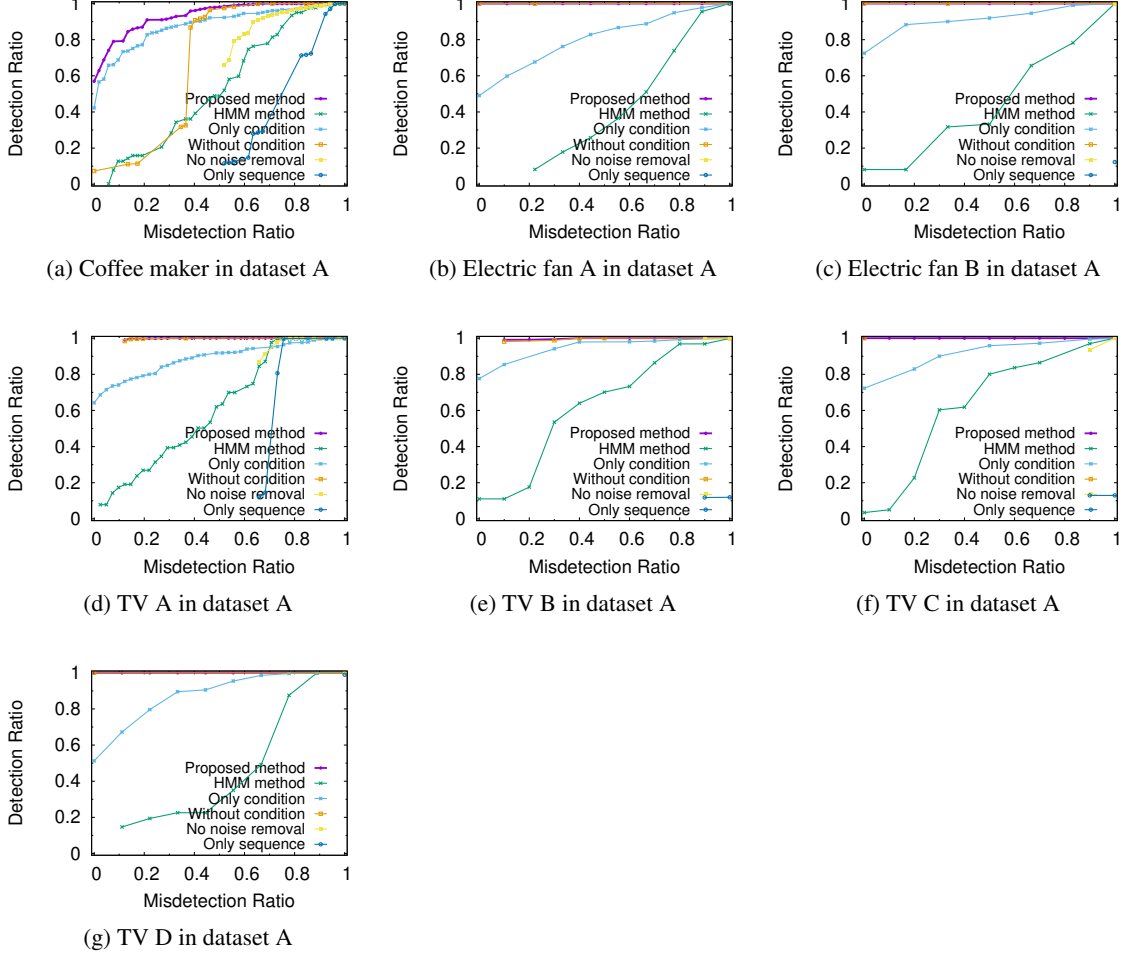 Detection Ratio
1
0.8
0.6
0.4
0.2
0
Proposed method
HMM method
Only condition
Without condition
No noise removal
Only sequence
0 0.2 0.4 0.6 0.8 1
Misdetection Ratio
(a) Coffee maker in dataset A
Detection Ratio
1
0.8
0.6
0.4
0.2
0
Proposed method
HMM method
Only condition
Without condition
No noise removal
Only sequence
0 0.2 0.4 0.6 0.8 1
Misdetection Ratio
(b) Electric fan A in dataset A
Detection Ratio
1
0.8
0.6
0.4
0.2
0
Proposed method
HMM method
Only condition
Without condition
No noise removal
Only sequence
0 0.2 0.4 0.6 0.8 1
Misdetection Ratio
(c) Electric fan B in dataset A
Detection Ratio
1
0.8
0.6
0.4
0.2
0
Proposed method
HMM method
Only condition
Without condition
No noise removal
Only sequence
0 0.2 0.4 0.6 0.8 1
Misdetection Ratio
(d) TV A in dataset A
Detection Ratio
1
0.8
0.6
0.4
0.2
0
Proposed method
HMM method
Only condition
Without condition
No noise removal
Only sequence
0 0.2 0.4 0.6 0.8 1
Misdetection Ratio
(e) TV B in dataset A
Detection Ratio
1
0.8
0.6
0.4
0.2
0
Proposed method
HMM method
Only condition
Without condition
No noise removal
Only sequence
0 0.2 0.4 0.6 0.8 1
Misdetection Ratio
(f) TV C in dataset A
Detection Ratio
1
0.8
0.6
0.4
0.2
0
Proposed method
HMM method
Only condition
Without condition
No noise removal
Only sequence
0 0.2 0.4 0.6 0.8 1
Misdetection Ratio
(g) TV D in dataset A